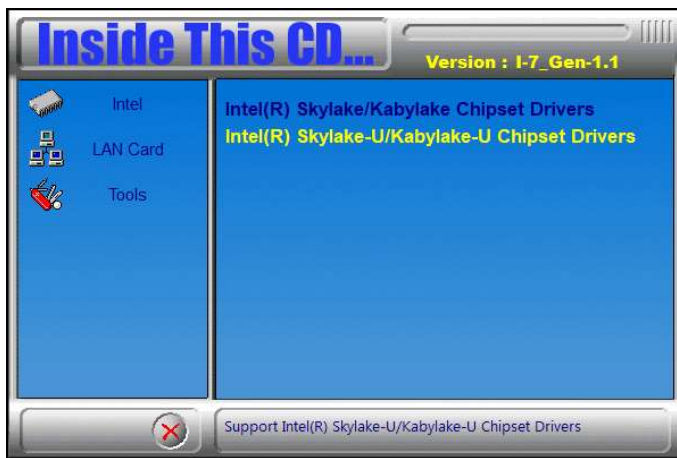 Inside This CD...
Version : I-7_Gen-1.1
Intel
LAN Card
Tools
Intel(R) Skylake/Kabylake Chipset Drivers
Intel(R) Skylake-U/Kabylake-U Chipset Drivers
Support Intel(R) Skylake-U/Kabylake-U Chipset Drivers